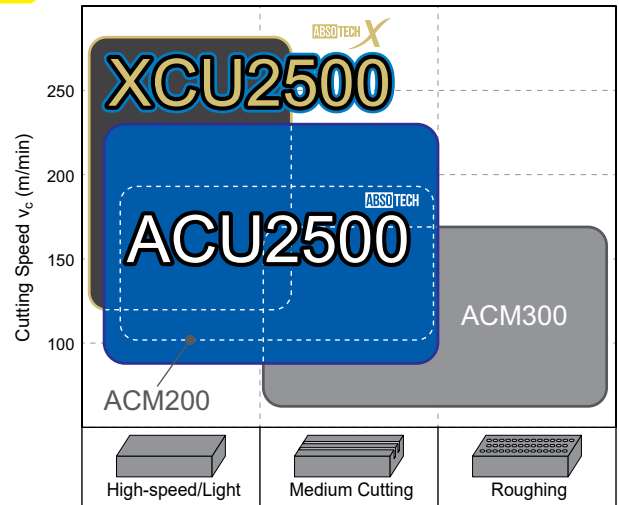 ABSOTECH X
XCU2500
250
200
150
100
Cutting Speed vc (m/min)
ABSOTECH
ACU2500
ACM300
ACM200
High-speed/Light
Medium Cutting
Roughing